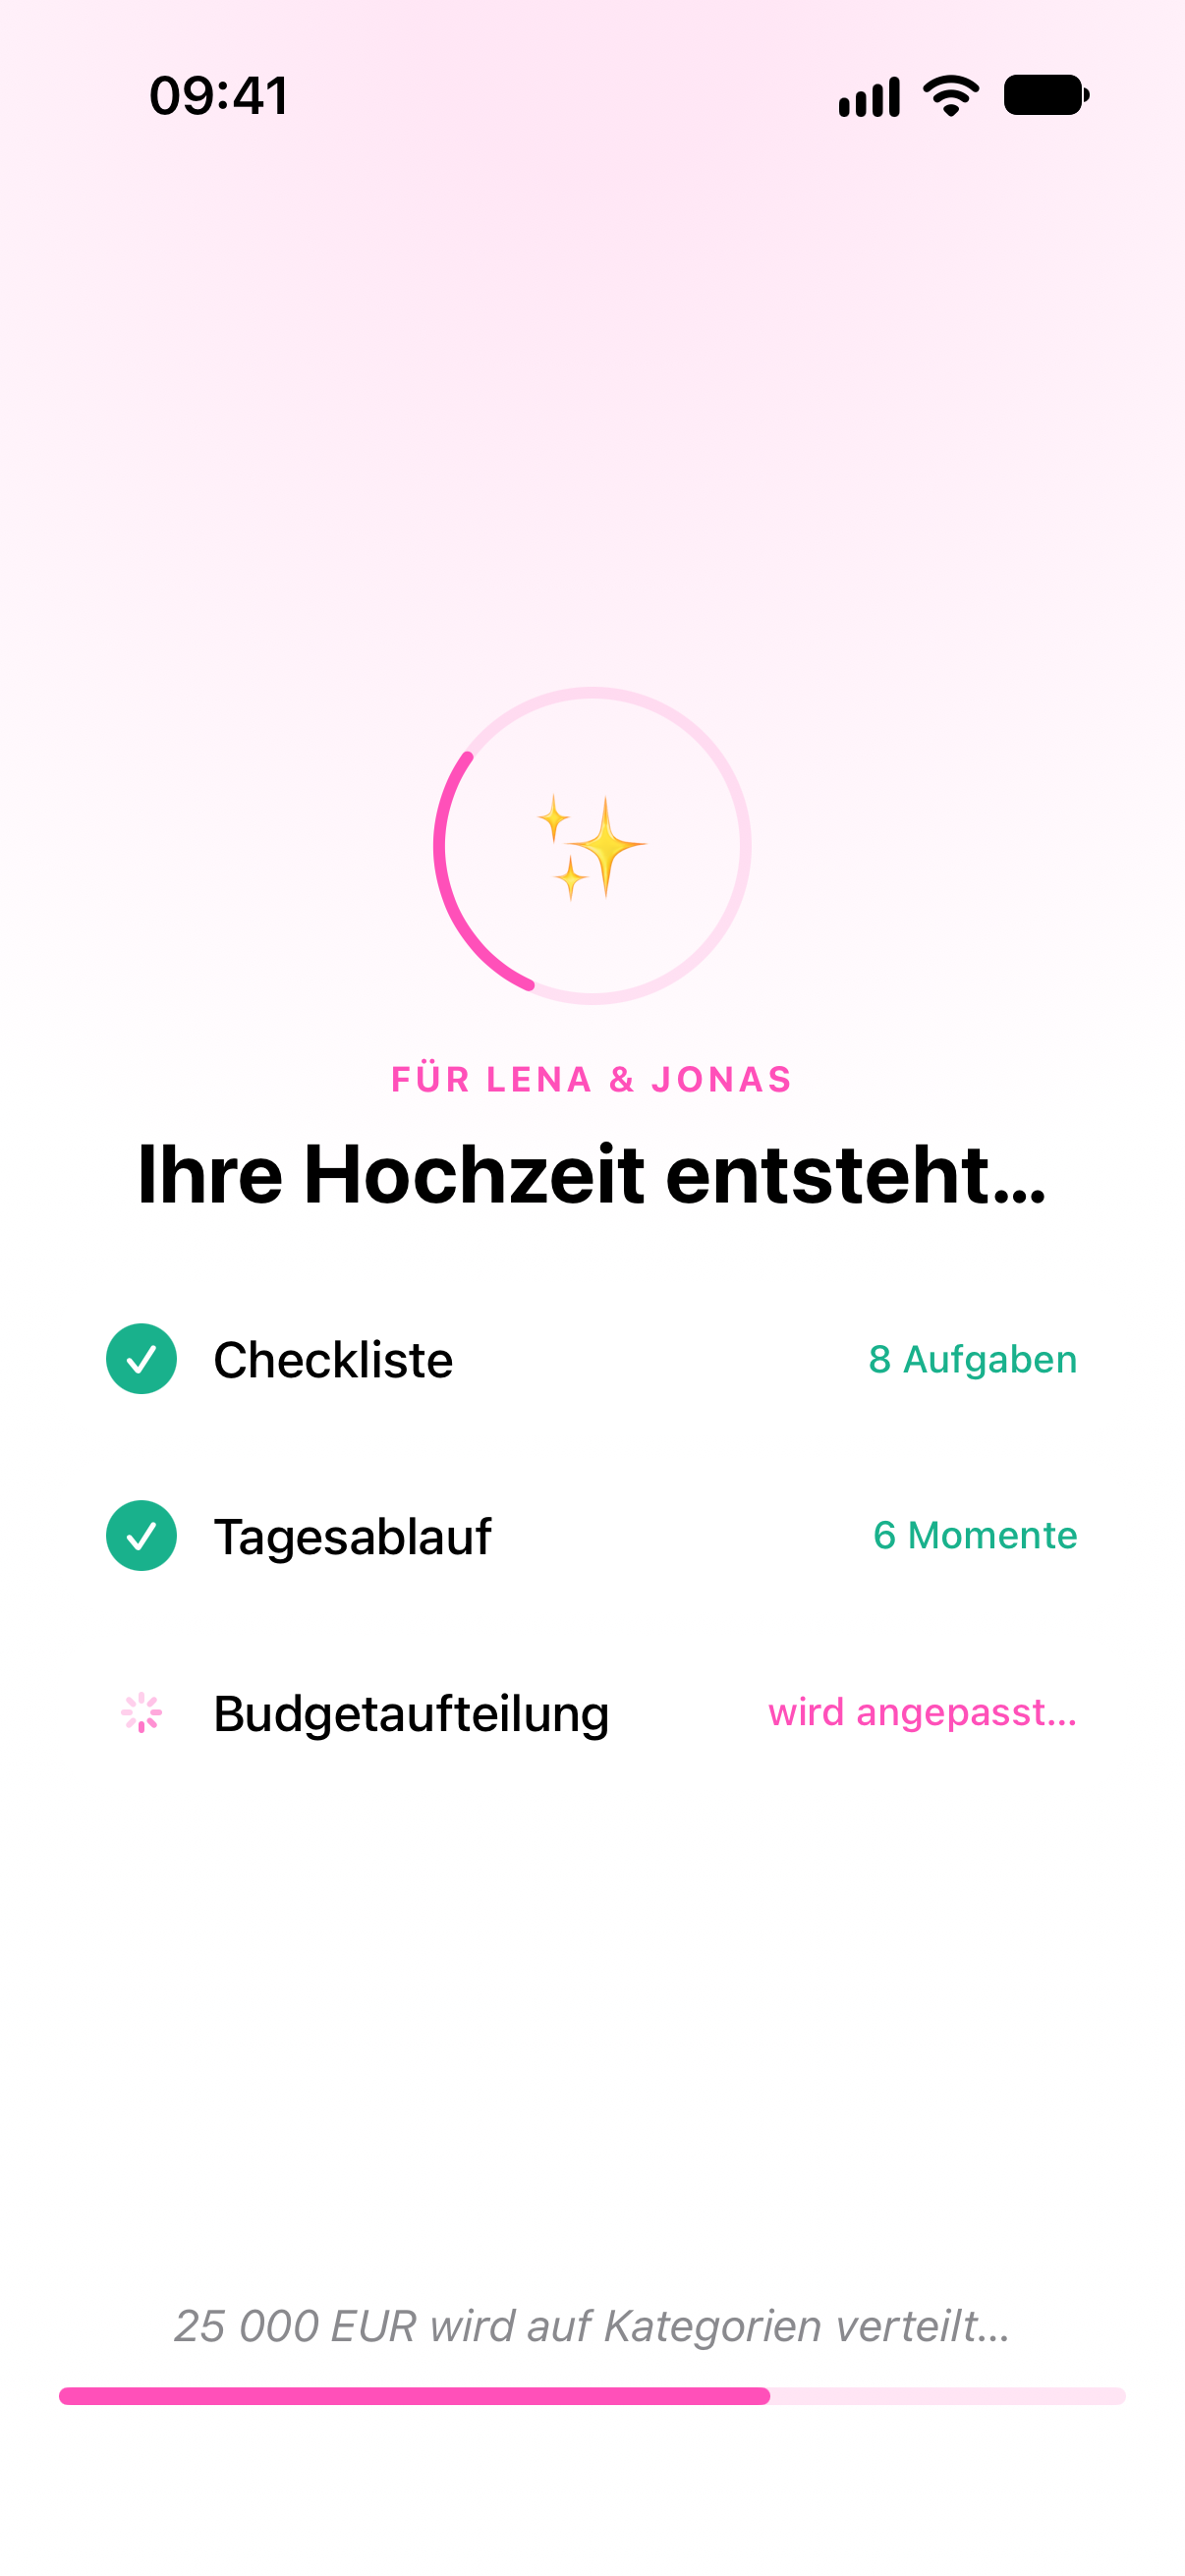 09:41
FÜR LENA & JONAS
Ihre Hochzeit entsteht...
Checkliste 8 Aufgaben
Tagesablauf 6 Momente
Budgetaufteilung wird angepasst...
25 000 EUR wird auf Kategorien verteilt...